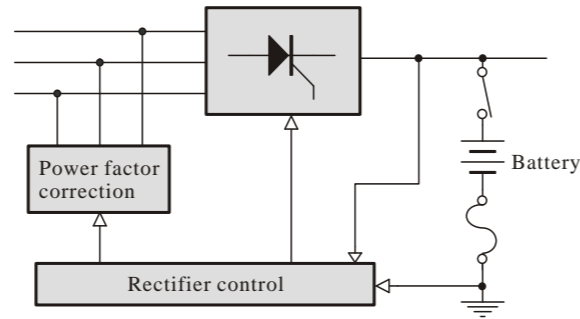 Power factor
correction
Battery
Rectifier control